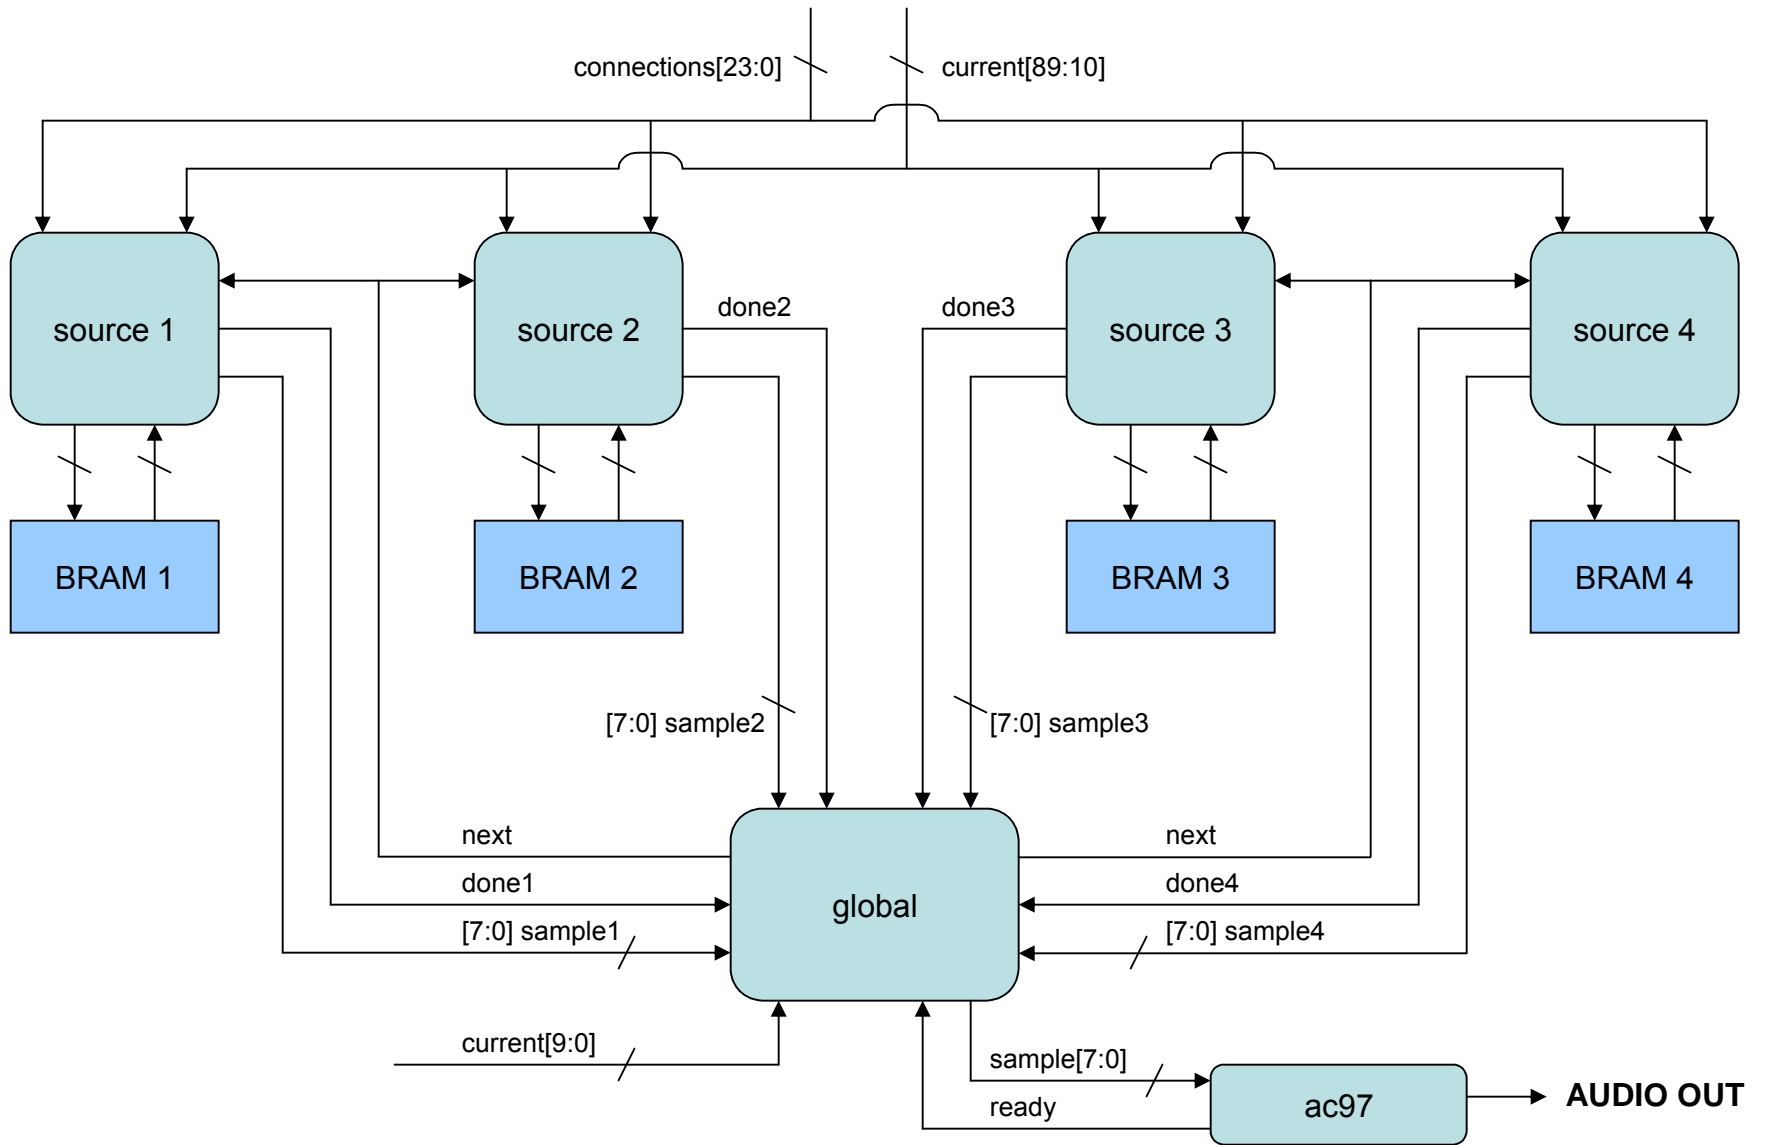 connections[23:0]
current[89:10]
done2
done3
source 1
source 2
source 3
source 4
BRAM 1
BRAM 2
BRAM 3
BRAM 4
[7:0] sample2
[7:0] sample3
next
next
done1
done4
global
[7:0] sample1
[7:0] sample4
current[9:0]
sample[7:0]
ready
ac97
AUDIO OUT